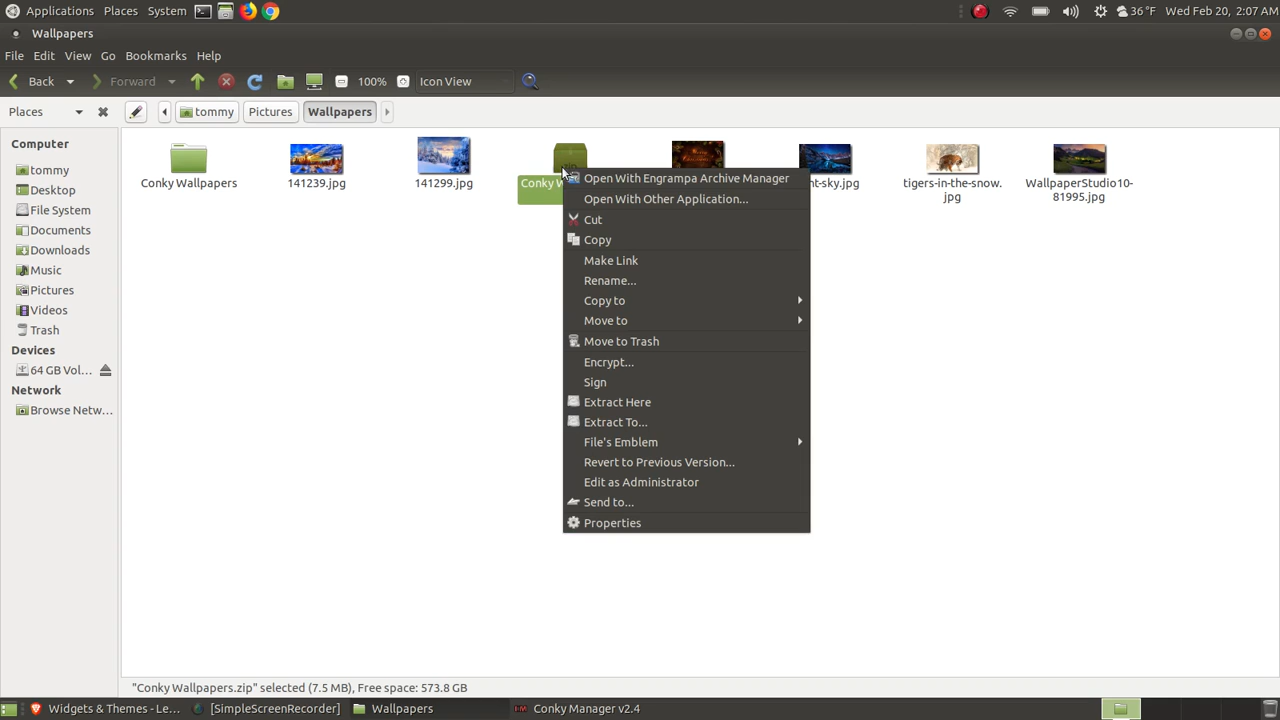 Applications Places System 36 °F Wed Feb 20, 2:07 AM
Wallpapers
File Edit View Go Bookmarks Help
Back Forward 100% Icon View
Places tommy Pictures Wallpapers
Computer
tommy
Desktop
File System
Documents
Downloads
Music
Pictures
Videos
Trash
Devices
64 GB Vol...
Network
Browse Netw...
Conky Wallpapers
141239.jpg
141299.jpg
Conky W
nt-sky.jpg
tigers-in-the-snow.
jpg
WallpaperStudio10-
81995.jpg
Open With Engrampa Archive Manager
Open With Other Application...
Cut
Copy
Make Link
Rename...
Copy to
Move to
Move to Trash
Encrypt...
Sign
Extract Here
Extract To...
File's Emblem
Revert to Previous Version...
Edit as Administrator
Send to...
Properties
"Conky Wallpapers.zip" selected (7.5 MB), Free space: 573.8 GB
Widgets & Themes - Le... [SimpleScreenRecorder] Wallpapers Conky Manager v2.4